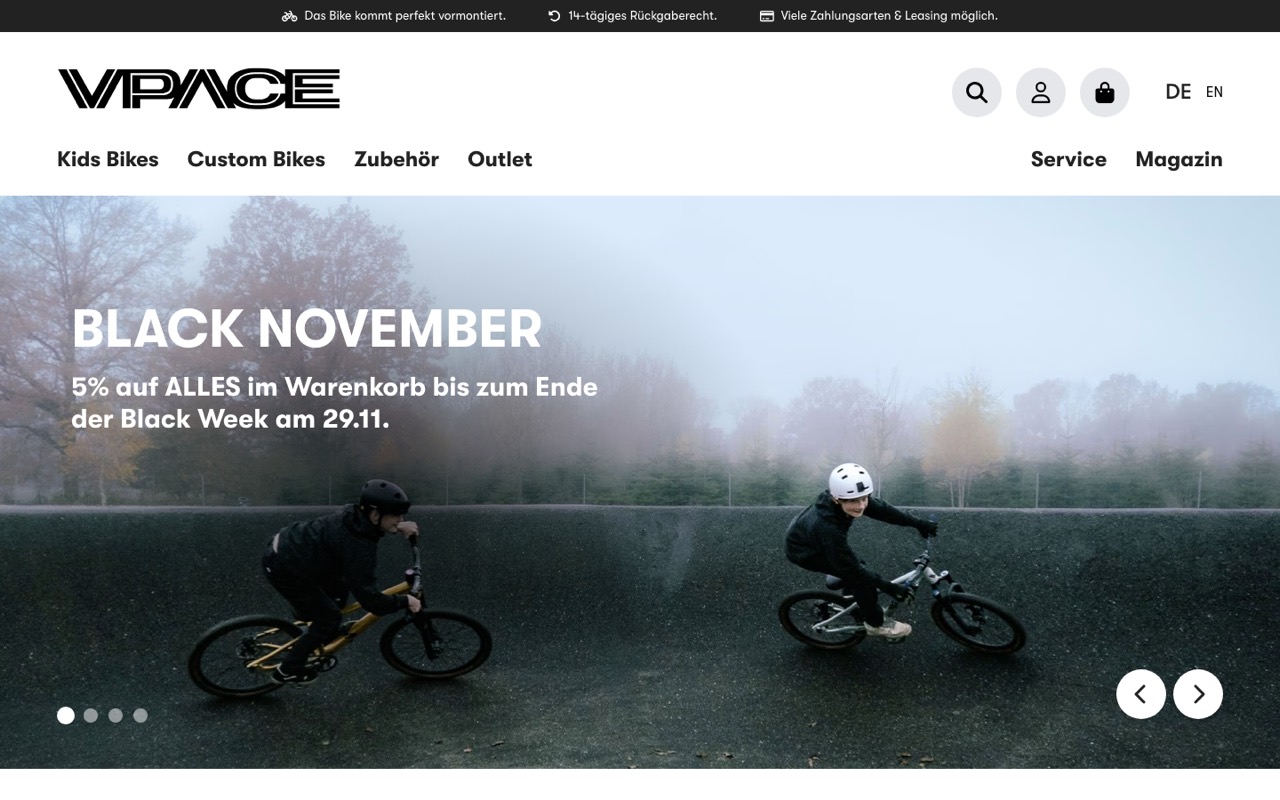 Das Bike kommt perfekt vormontiert.
14-tägiges Rückgaberecht.
Viele Zahlungsarten & Leasing möglich.
VPACE
DE
EN
Kids Bikes
Custom Bikes
Zubehör
Outlet
Service
Magazin
BLACK NOVEMBER
5% auf ALLES im Warenkorb bis zum Ende
der Black Week am 29.11.